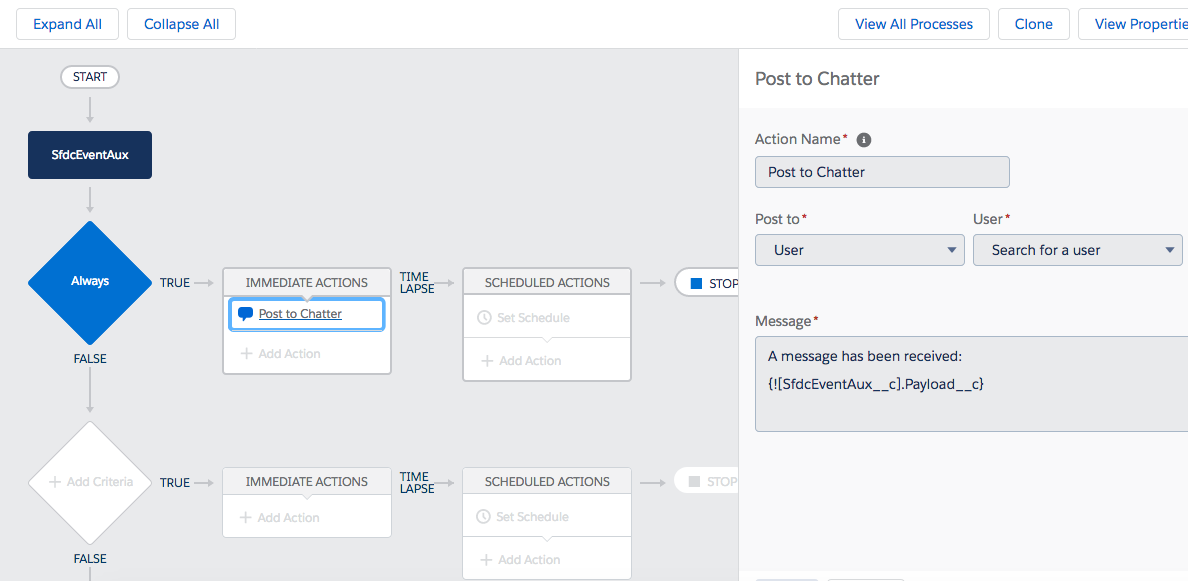 Expand All
Collapse All
View All Processes
Clone
View Propertie
START
SfdcEventAux
Always
TRUE
IMMEDIATE ACTIONS
Post to Chatter
Add Action
TIME
LAPSE
SCHEDULED ACTIONS
Set Schedule
Add Action
STOP
FALSE
Add Criteria
TRUE
IMMEDIATE ACTIONS
Add Action
TIME
LAPSE
SCHEDULED ACTIONS
Set Schedule
Add Action
STOP
FALSE
Post to Chatter
Action Name*
Post to Chatter
Post to* User*
User Search for a user
Message*
A message has been received:
{![SfdcEventAux__c].Payload__c}